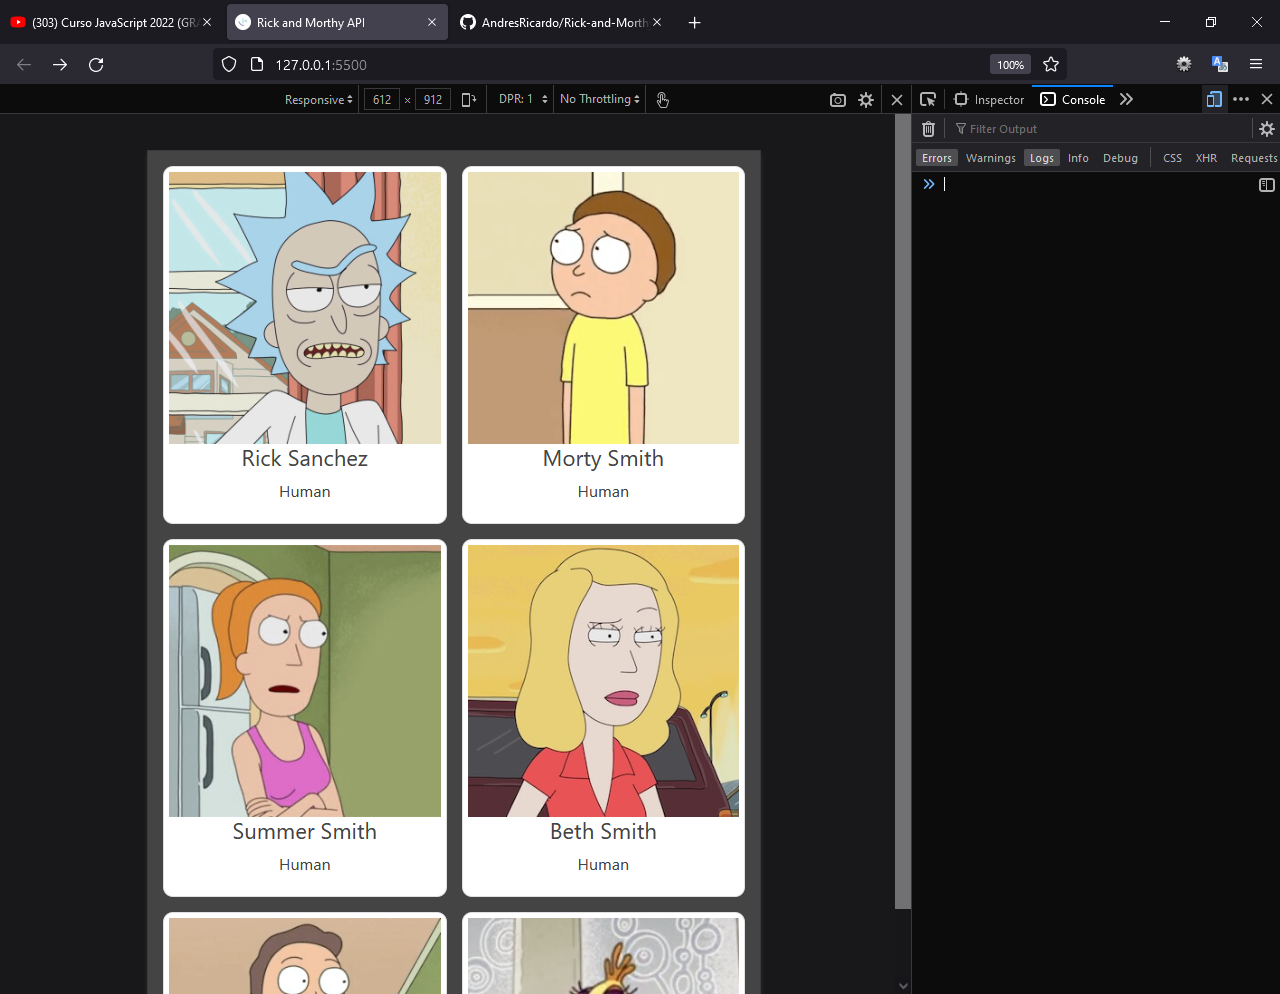 (303) Curso JavaScript 2022 (GRA
Rick and Morthy API
AndresRicardo/Rick-and-Morth
127.0.0.1:5500
100%
Responsive
612 × 912
DPR: 1
No Throttling
Inspector
Console
Filter Output
Errors
Warnings
Logs
Info
Debug
CSS
XHR
Requests
Rick Sanchez
Human
Morty Smith
Human
Summer Smith
Human
Beth Smith
Human